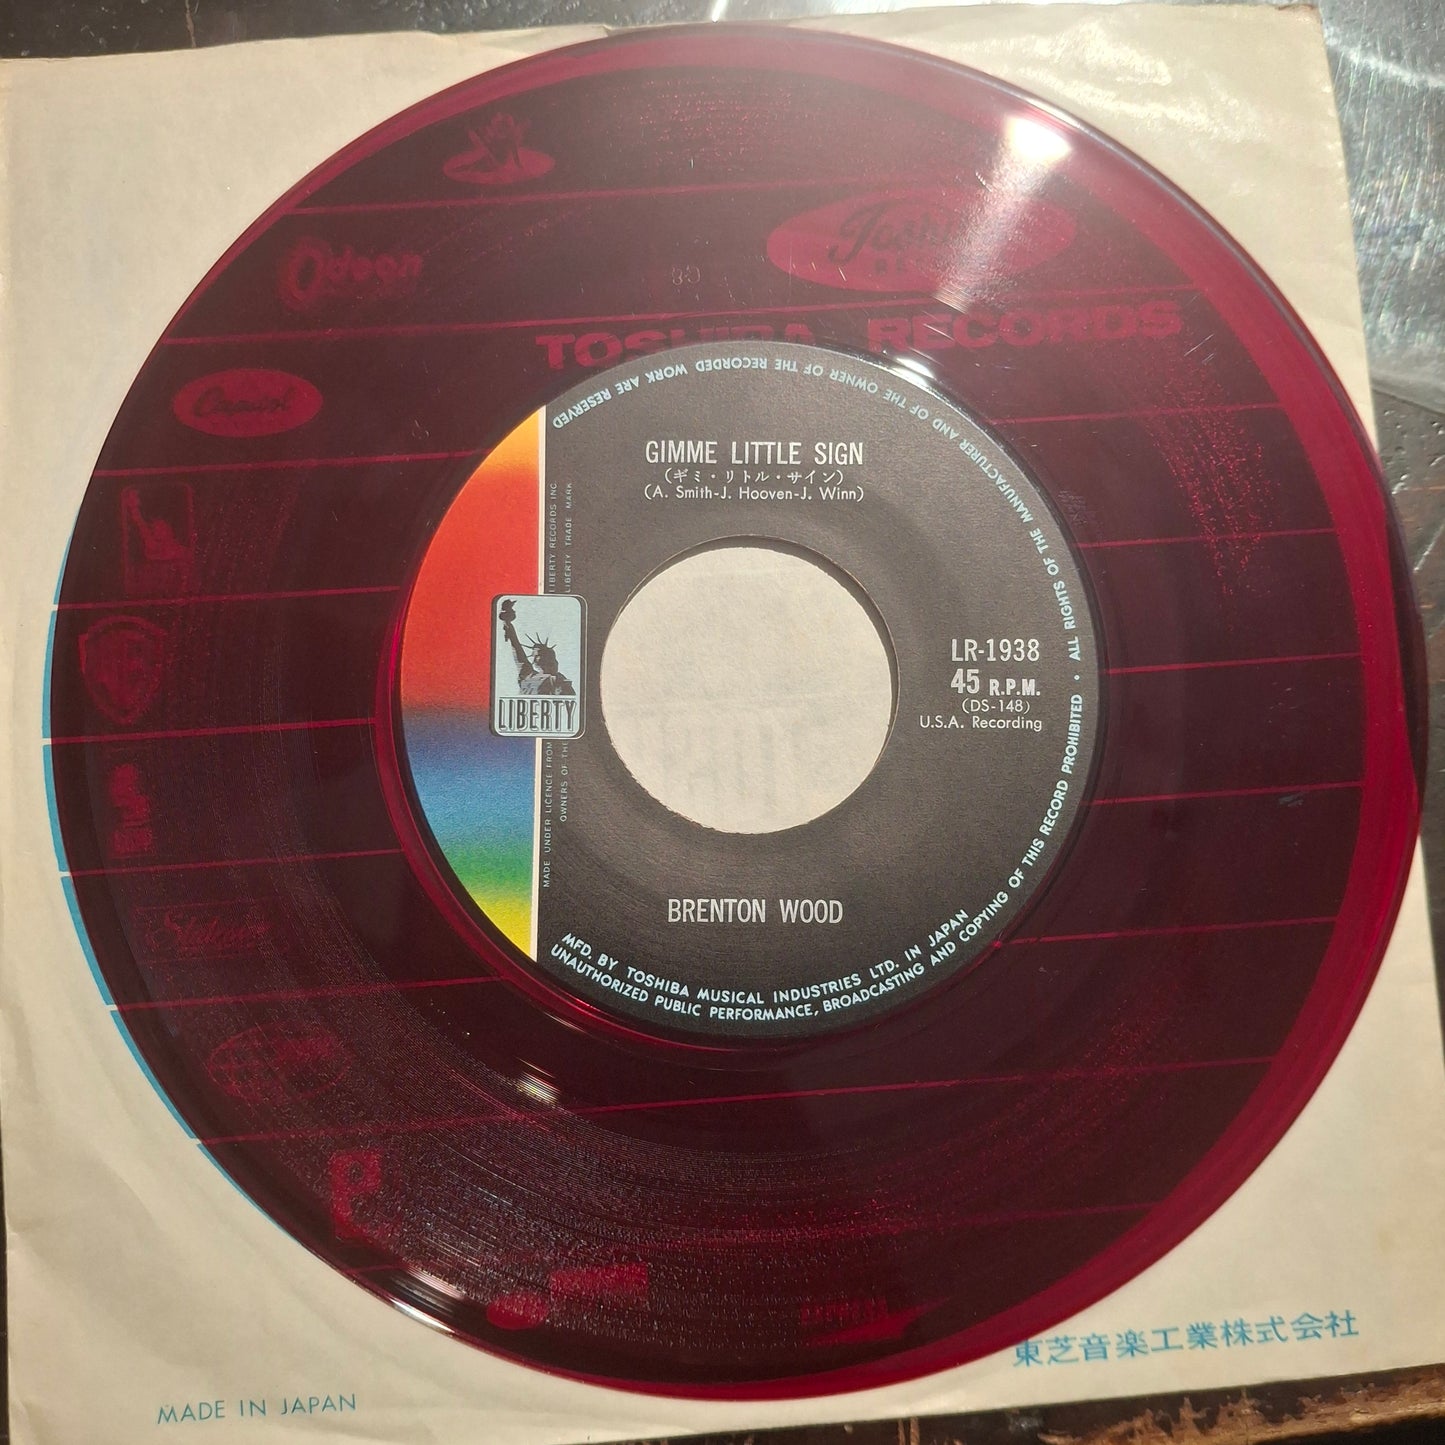 Odeon
Toshiba
TOSHIBA RECORDS
Capitol
WB
ALL RIGHTS OF THE MANUFACTURER AND OF THE OWNER OF THE RECORDED WORK ARE RESERVED
GIMME LITTLE SIGN
(ギミ・リトル・サイン)
(A. Smith-J. Hooven-J. Winn)
LIBERTY RECORDS INC.
LIBERTY TRADE MARK
LIBERTY
MADE UNDER LICENCE FROM
OWNERS OF THE
LR-1938
45 R.P.M.
(DS-148)
U.S.A. Recording
BRENTON WOOD
MFD. BY TOSHIBA MUSICAL INDUSTRIES LTD. IN JAPAN
UNAUTHORIZED PUBLIC PERFORMANCE, BROADCASTING AND COPYING OF THIS RECORD PROHIBITED •
東芝音楽工業株式会社
MADE IN JAPAN